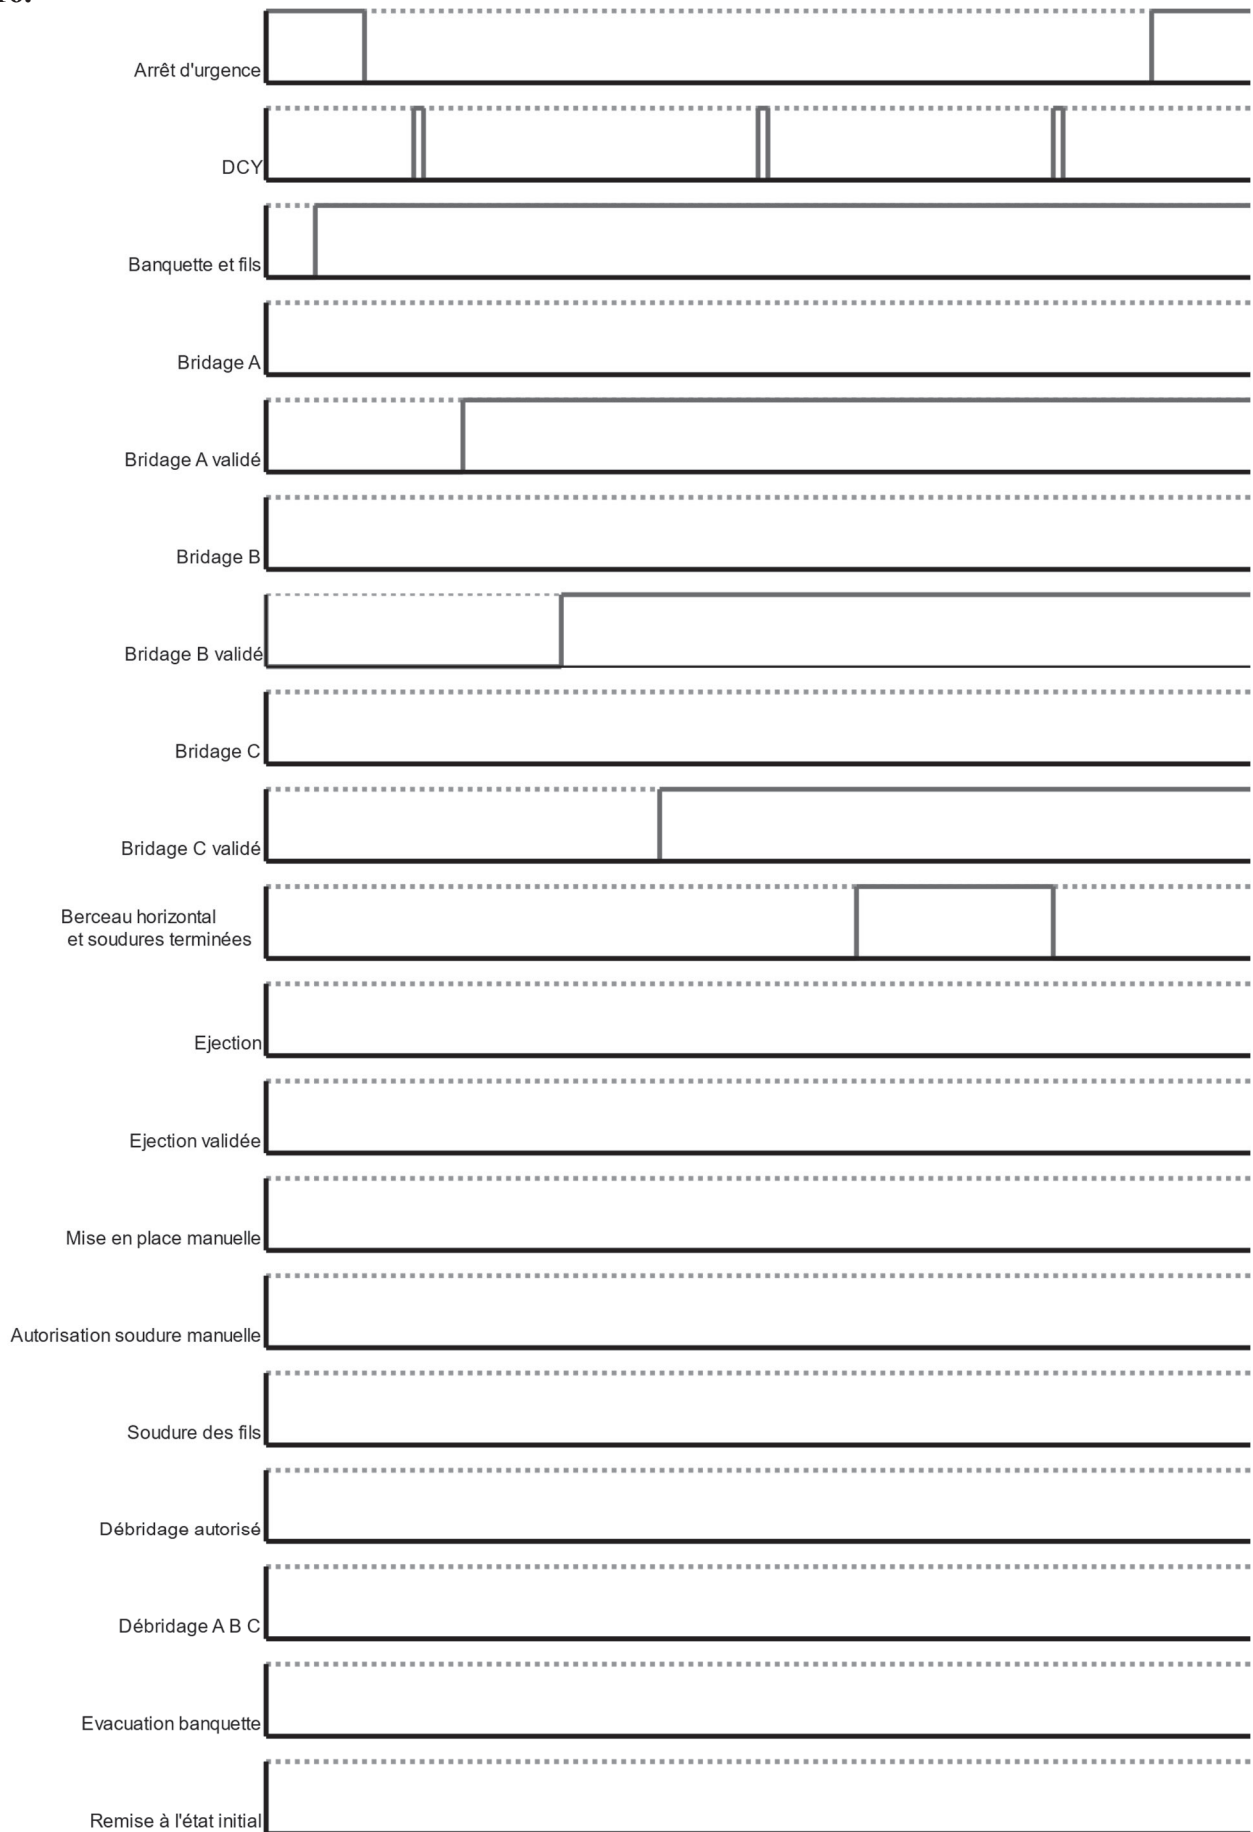 Arrêt d'urgence
DCY
Banquette et fils
Bridage A
Bridage A validé
Bridage B
Bridage B validé
Bridage C
Bridage C validé
Berceau horizontal
et soudures terminées
Ejection
Ejection validée
Mise en place manuelle
Autorisation soudure manuelle
Soudure des fils
Débridage autorisé
Débridage A B C
Evacuation banquette
Remise à l'état initial